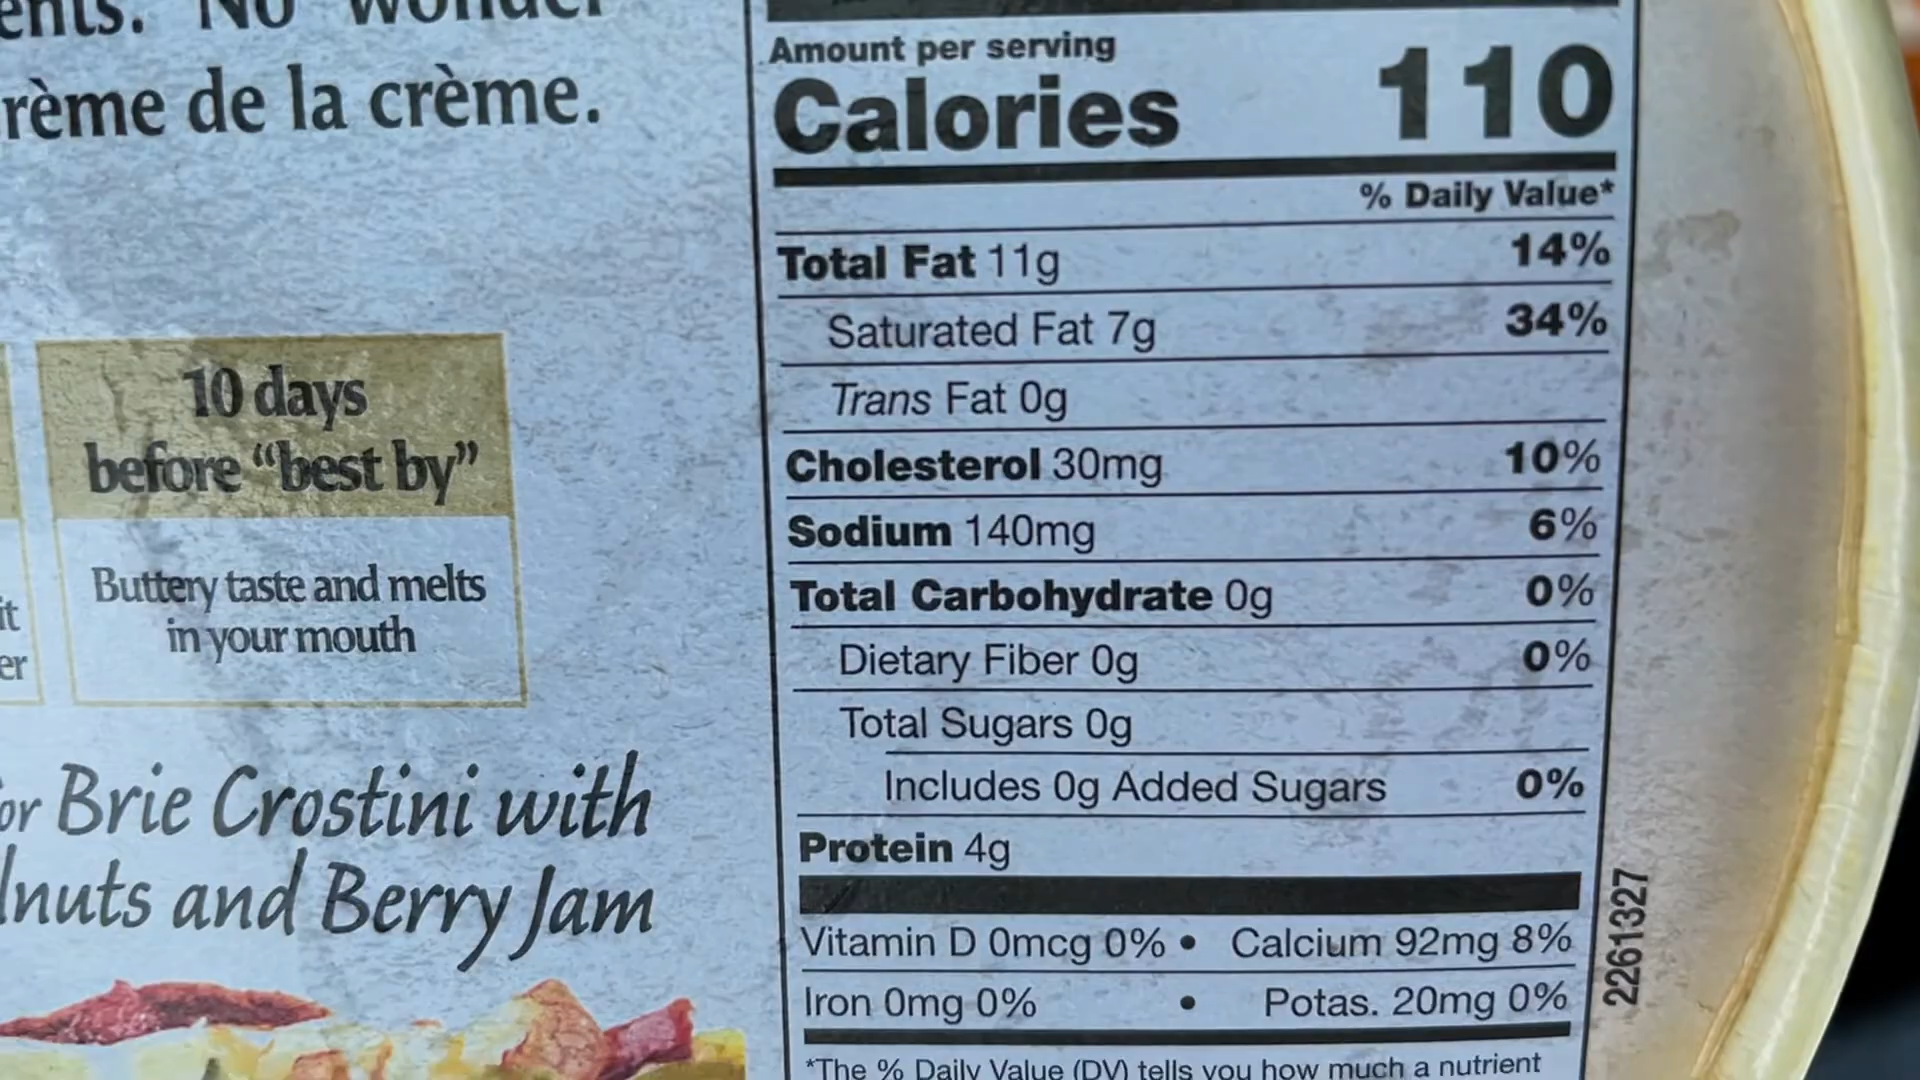 No
crème de la crème.
10 days
before "best by"
Buttery taste and melts
in your mouth
it
er
or Brie Crostini with
lnuts and Berry Jam
Amount per serving
Calories 110
% Daily Value*
Total Fat 11g 14%
Saturated Fat 7g 34%
Trans Fat 0g
Cholesterol 30mg 10%
Sodium 140mg 6%
Total Carbohydrate 0g 0%
Dietary Fiber 0g 0%
Total Sugars 0g
Includes 0g Added Sugars 0%
Protein 4g
Vitamin D 0mcg 0% • Calcium 92mg 8%
Iron 0mg 0% • Potas. 20mg 0%
*The % Daily Value (DV) tells you how much a nutrient
2261327